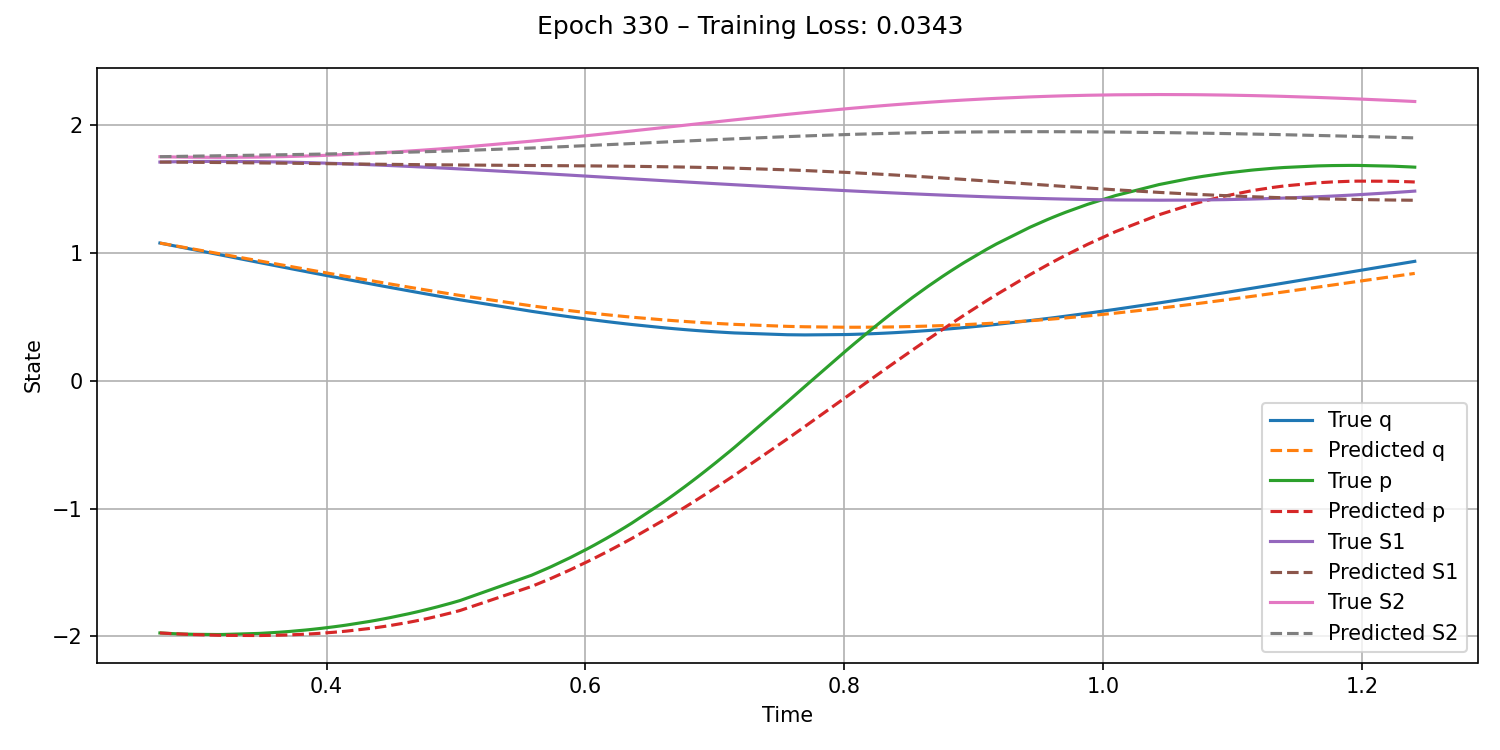 Epoch 330 – Training Loss: 0.0343
State
2
1
0
−1
−2
True q
Predicted q
True p
Predicted p
True S1
Predicted S1
True S2
Predicted S2
0.4 0.6 0.8 1.0 1.2
Time